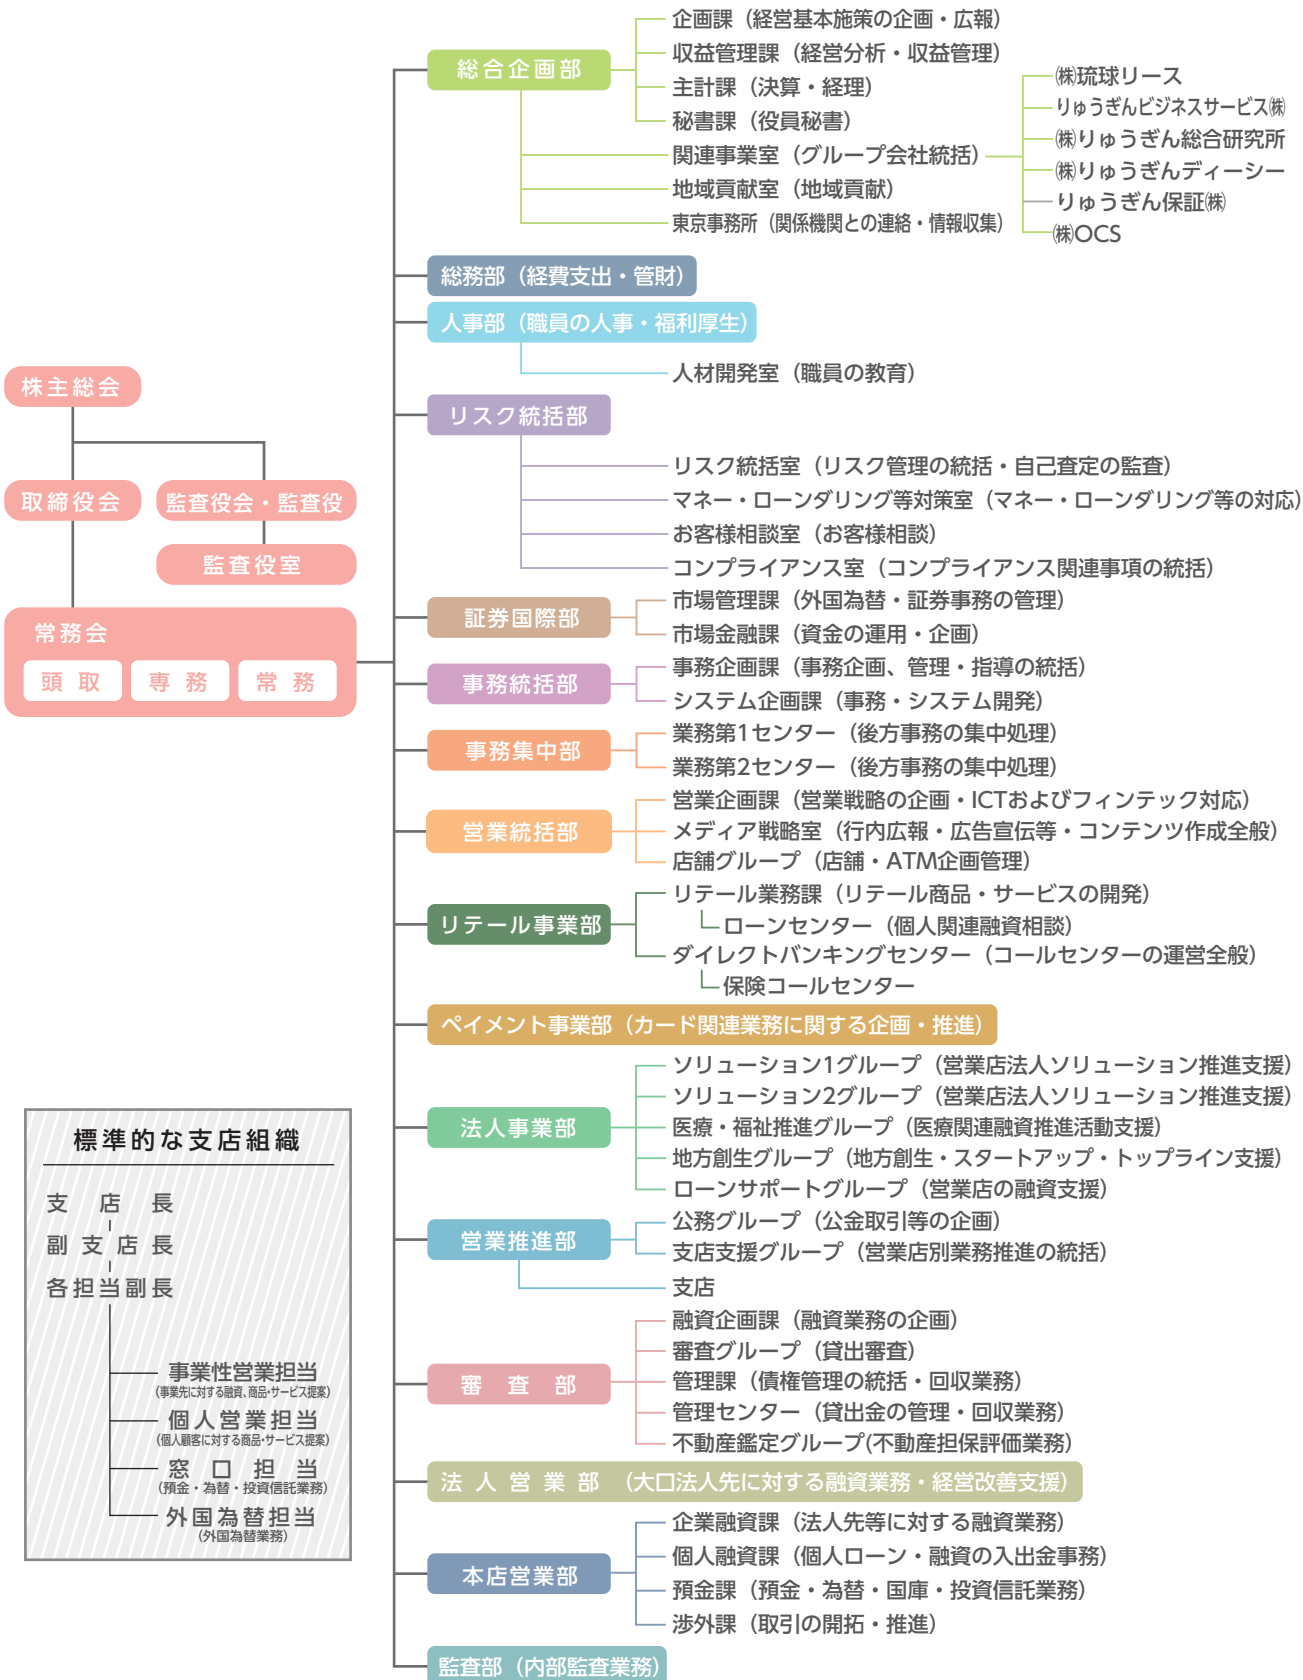 株主総会
取締役会
監査役会・監査役
監査役室
常務会
頭取
専務
常務
総合企画部
企画課（経営基本施策の企画・広報）
収益管理課（経営分析・収益管理）
主計課（決算・経理）
秘書課（役員秘書）
関連事業室（グループ会社統括）
㈱琉球リース
りゅうぎんビジネスサービス㈱
㈱りゅうぎん総合研究所
㈱りゅうぎんディーシー
りゅうぎん保証㈱
㈱OCS
地域貢献室（地域貢献）
東京事務所（関係機関との連絡・情報収集）
総務部（経費支出・管財）
人事部（職員の人事・福利厚生）
人材開発室（職員の教育）
リスク統括部
リスク統括室（リスク管理の統括・自己査定の監査）
マネー・ローンダリング等対策室（マネー・ローンダリング等の対応）
お客様相談室（お客様相談）
コンプライアンス室（コンプライアンス関連事項の統括）
証券国際部
市場管理課（外国為替・証券事務の管理）
市場金融課（資金の運用・企画）
事務統括部
事務企画課（事務企画、管理・指導の統括）
システム企画課（事務・システム開発）
事務集中部
業務第1センター（後方事務の集中処理）
業務第2センター（後方事務の集中処理）
営業統括部
営業企画課（営業戦略の企画・ICTおよびフィンテック対応）
メディア戦略室（行内広報・広告宣伝等・コンテンツ作成全般）
店舗グループ（店舗・ATM企画管理）
リテール事業部
リテール業務課（リテール商品・サービスの開発）
ローンセンター（個人関連融資相談）
ダイレクトバンキングセンター（コールセンターの運営全般）
保険コールセンター
ペイメント事業部（カード関連業務に関する企画・推進）
法人事業部
ソリューション1グループ（営業店法人ソリューション推進支援）
ソリューション2グループ（営業店法人ソリューション推進支援）
医療・福祉推進グループ（医療関連融資推進活動支援）
地方創生グループ（地方創生・スタートアップ・トップライン支援）
ローンサポートグループ（営業店の融資支援）
営業推進部
公務グループ（公金取引等の企画）
支店支援グループ（営業店別業務推進の統括）
支店
審査部
融資企画課（融資業務の企画）
審査グループ（貸出審査）
管理課（債権管理の統括・回収業務）
管理センター（貸出金の管理・回収業務）
不動産鑑定グループ(不動産担保評価業務）
法人営業部（大口法人先に対する融資業務・経営改善支援）
本店営業部
企業融資課（法人先等に対する融資業務）
個人融資課（個人ローン・融資の入出金事務）
預金課（預金・為替・国庫・投資信託業務）
渉外課（取引の開拓・推進）
監査部（内部監査業務）
標準的な支店組織
支店長
副支店長
各担当副長
事業性営業担当
（事業先に対する融資、商品・サービス提案）
個人営業担当
（個人顧客に対する商品・サービス提案）
窓口担当
（預金・為替・投資信託業務）
外国為替担当
（外国為替業務）